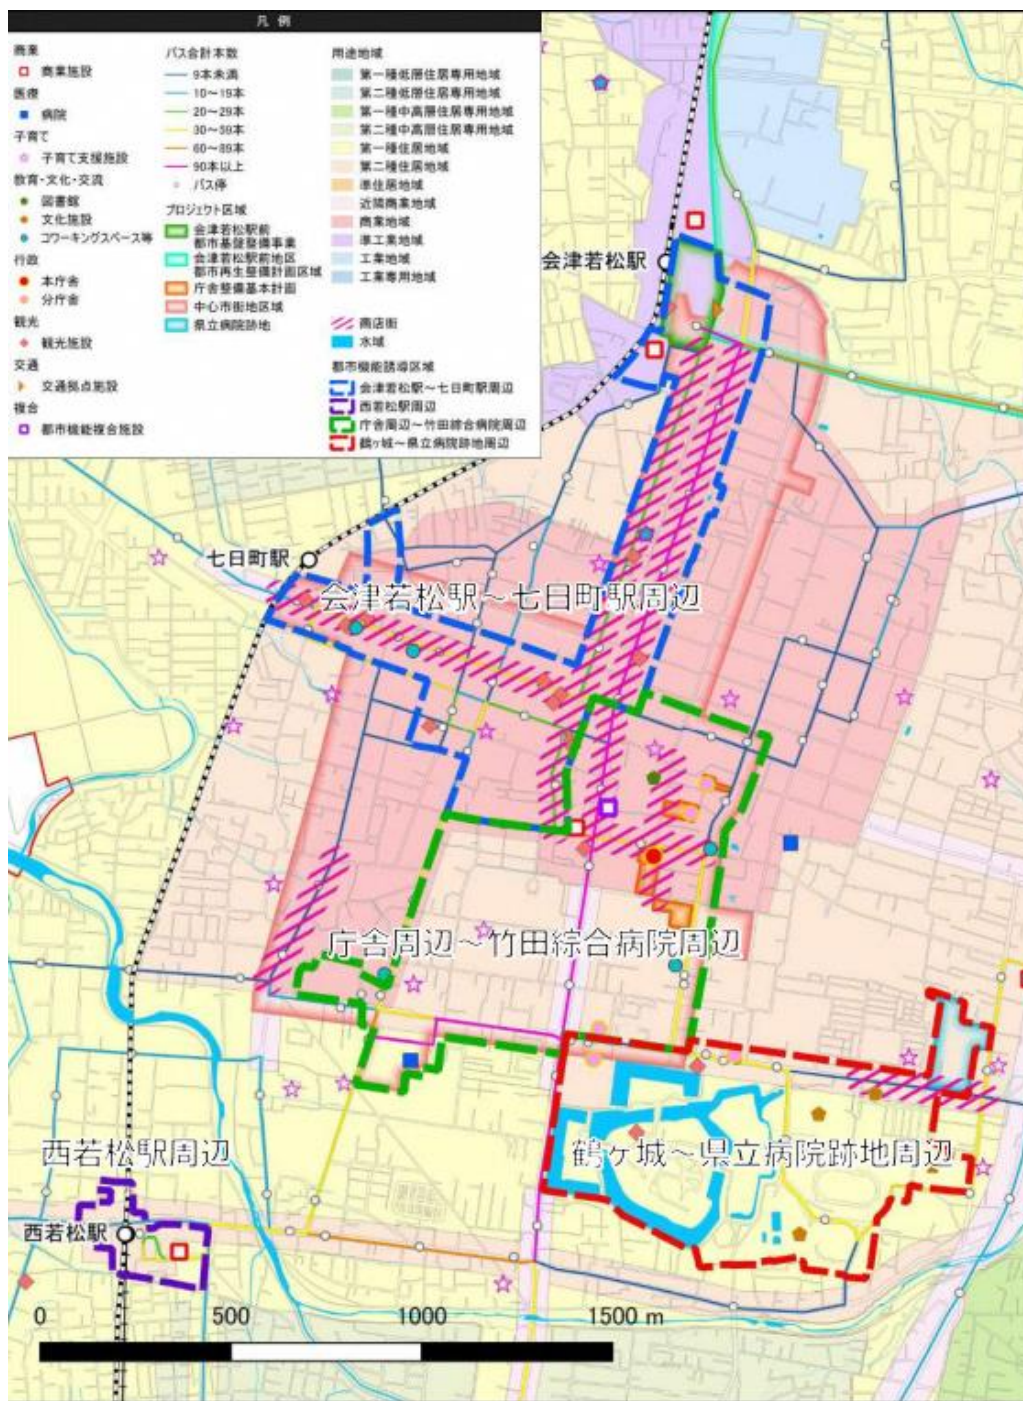 凡 例
商業
商業施設
医療
病院
子育て
子育て支援施設
教育・文化・交流
図書館
文化施設
コワーキングスペース等
行政
本庁舎
分庁舎
観光
観光施設
交通
交通拠点施設
複合
都市機能複合施設
バス合計本数
9本未満
10～19本
20～29本
30～59本
60～89本
90本以上
バス停
プロジェクト区域
会津若松駅前
都市基盤整備事業
会津若松駅前地区
都市再生整備計画区域
庁舎整備基本計画
中心市街地区域
県立病院跡地
用途地域
第一種低層住居専用地域
第二種低層住居専用地域
第一種中高層住居専用地域
第二種中高層住居専用地域
第一種住居地域
第二種住居地域
準住居地域
近隣商業地域
商業地域
準工業地域
工業地域
工業専用地域
商店街
水域
都市機能誘導区域
会津若松駅～七日町駅周辺
西若松駅周辺
庁舎周辺～竹田綜合病院周辺
鶴ヶ城～県立病院跡地周辺
会津若松駅
七日町駅
会津若松駅～七日町駅周辺
庁舎周辺～竹田綜合病院周辺
西若松駅周辺
鶴ヶ城～県立病院跡地周辺
西若松駅
0 500 1000 1500 m